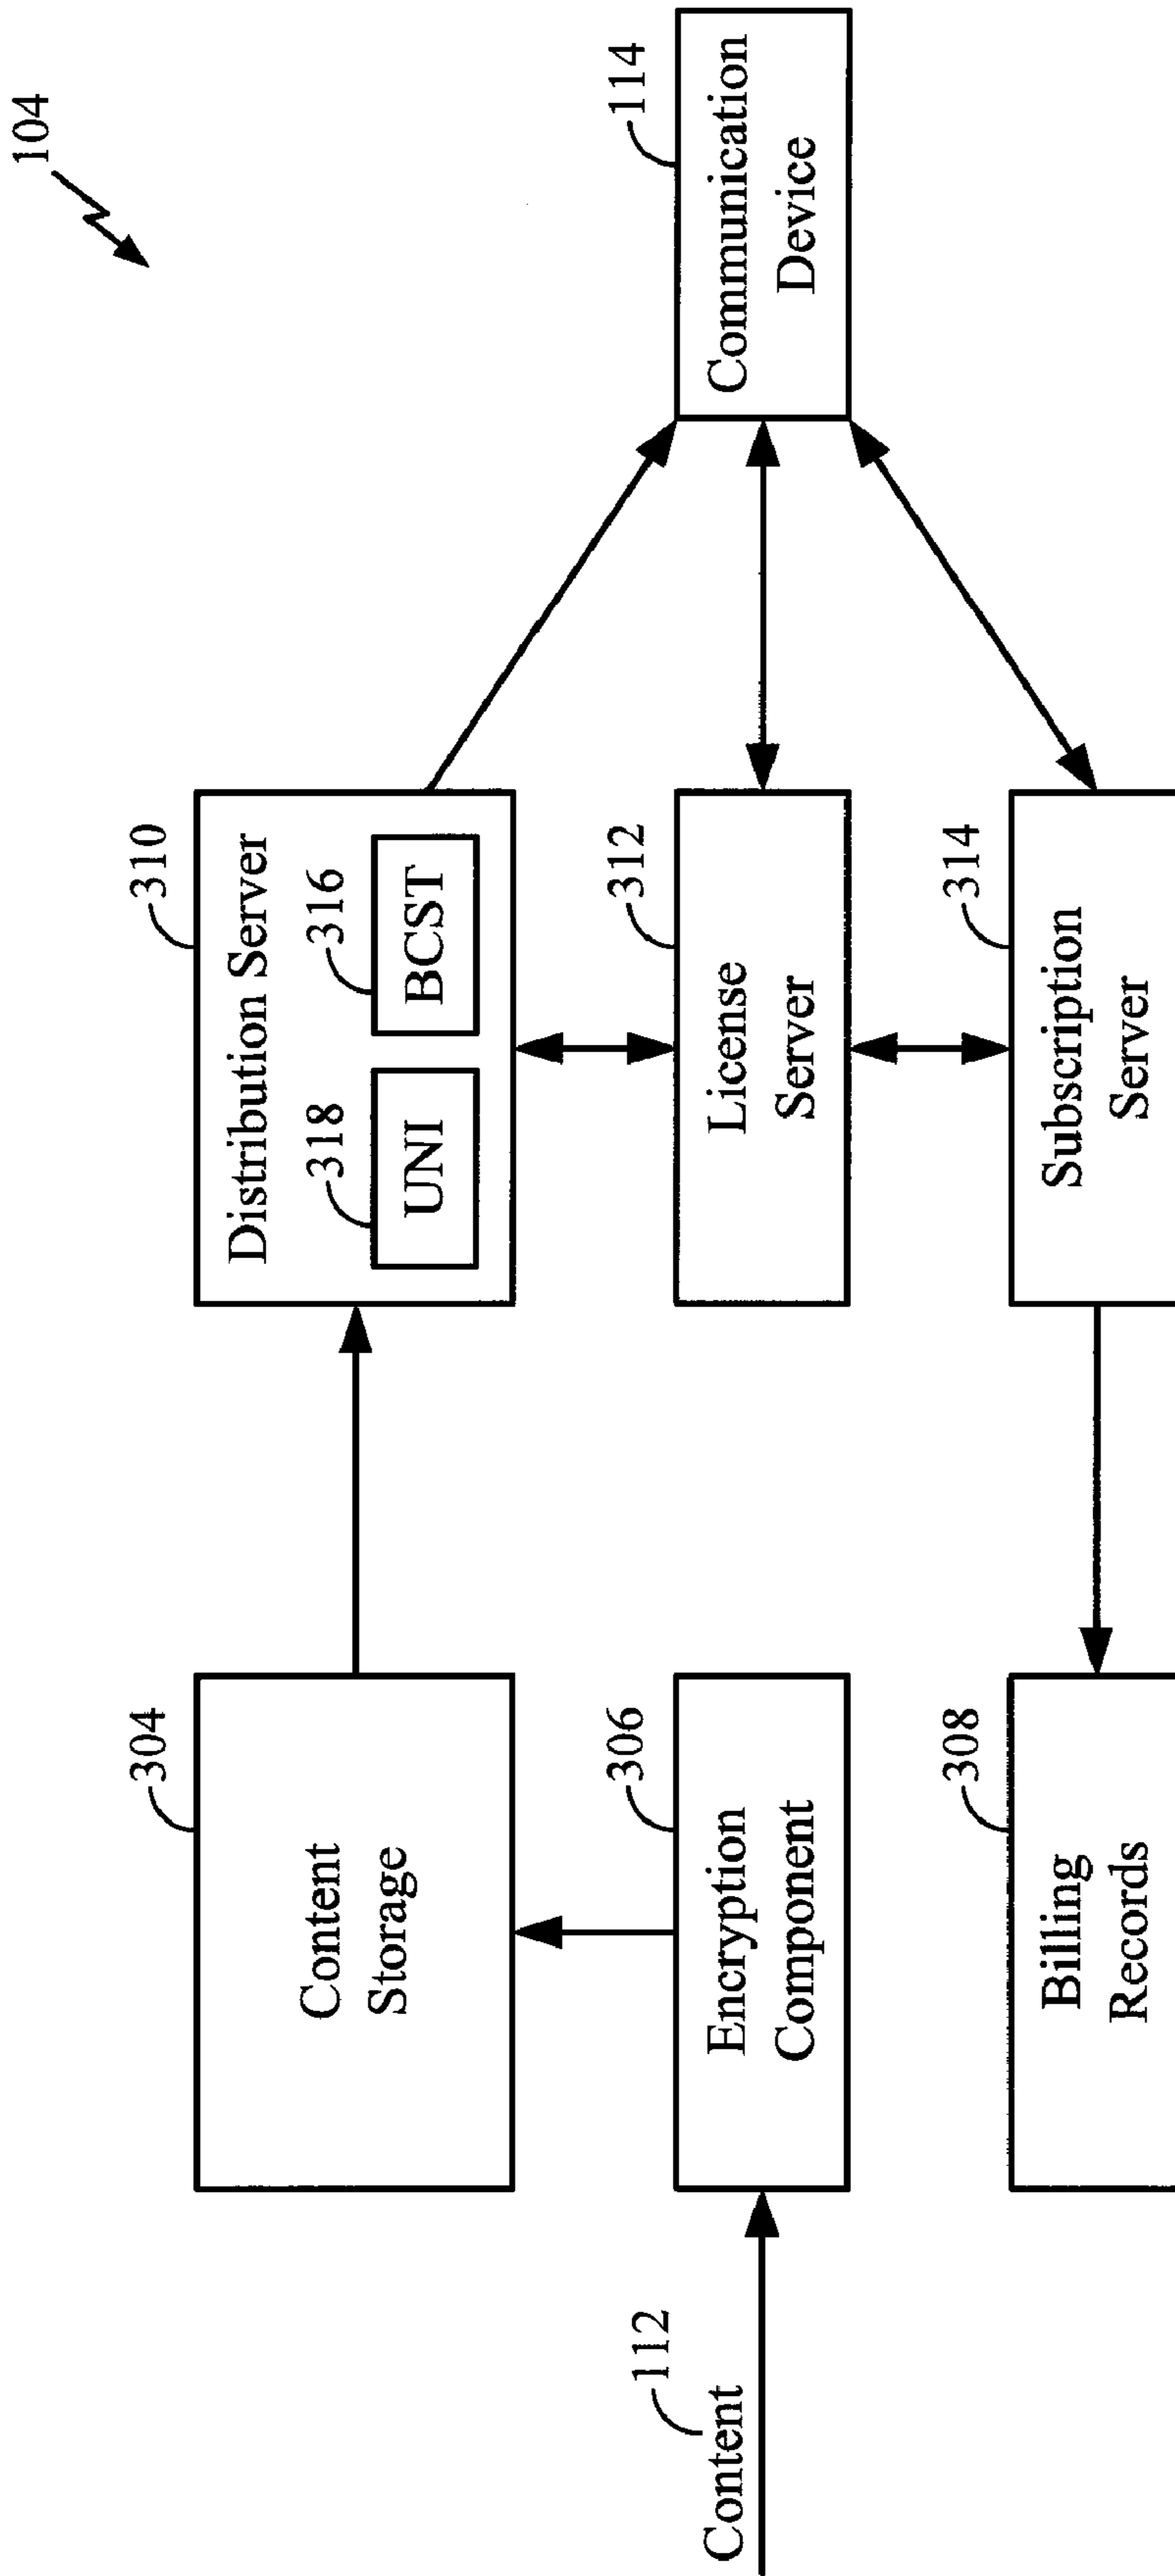 104
304
Content
Storage
310
Distribution Server
318
UNI
316
BCST
112
Content
306
Encryption
Component
312
License
Server
114
Communication
Device
308
Billing
Records
314
Subscription
Server